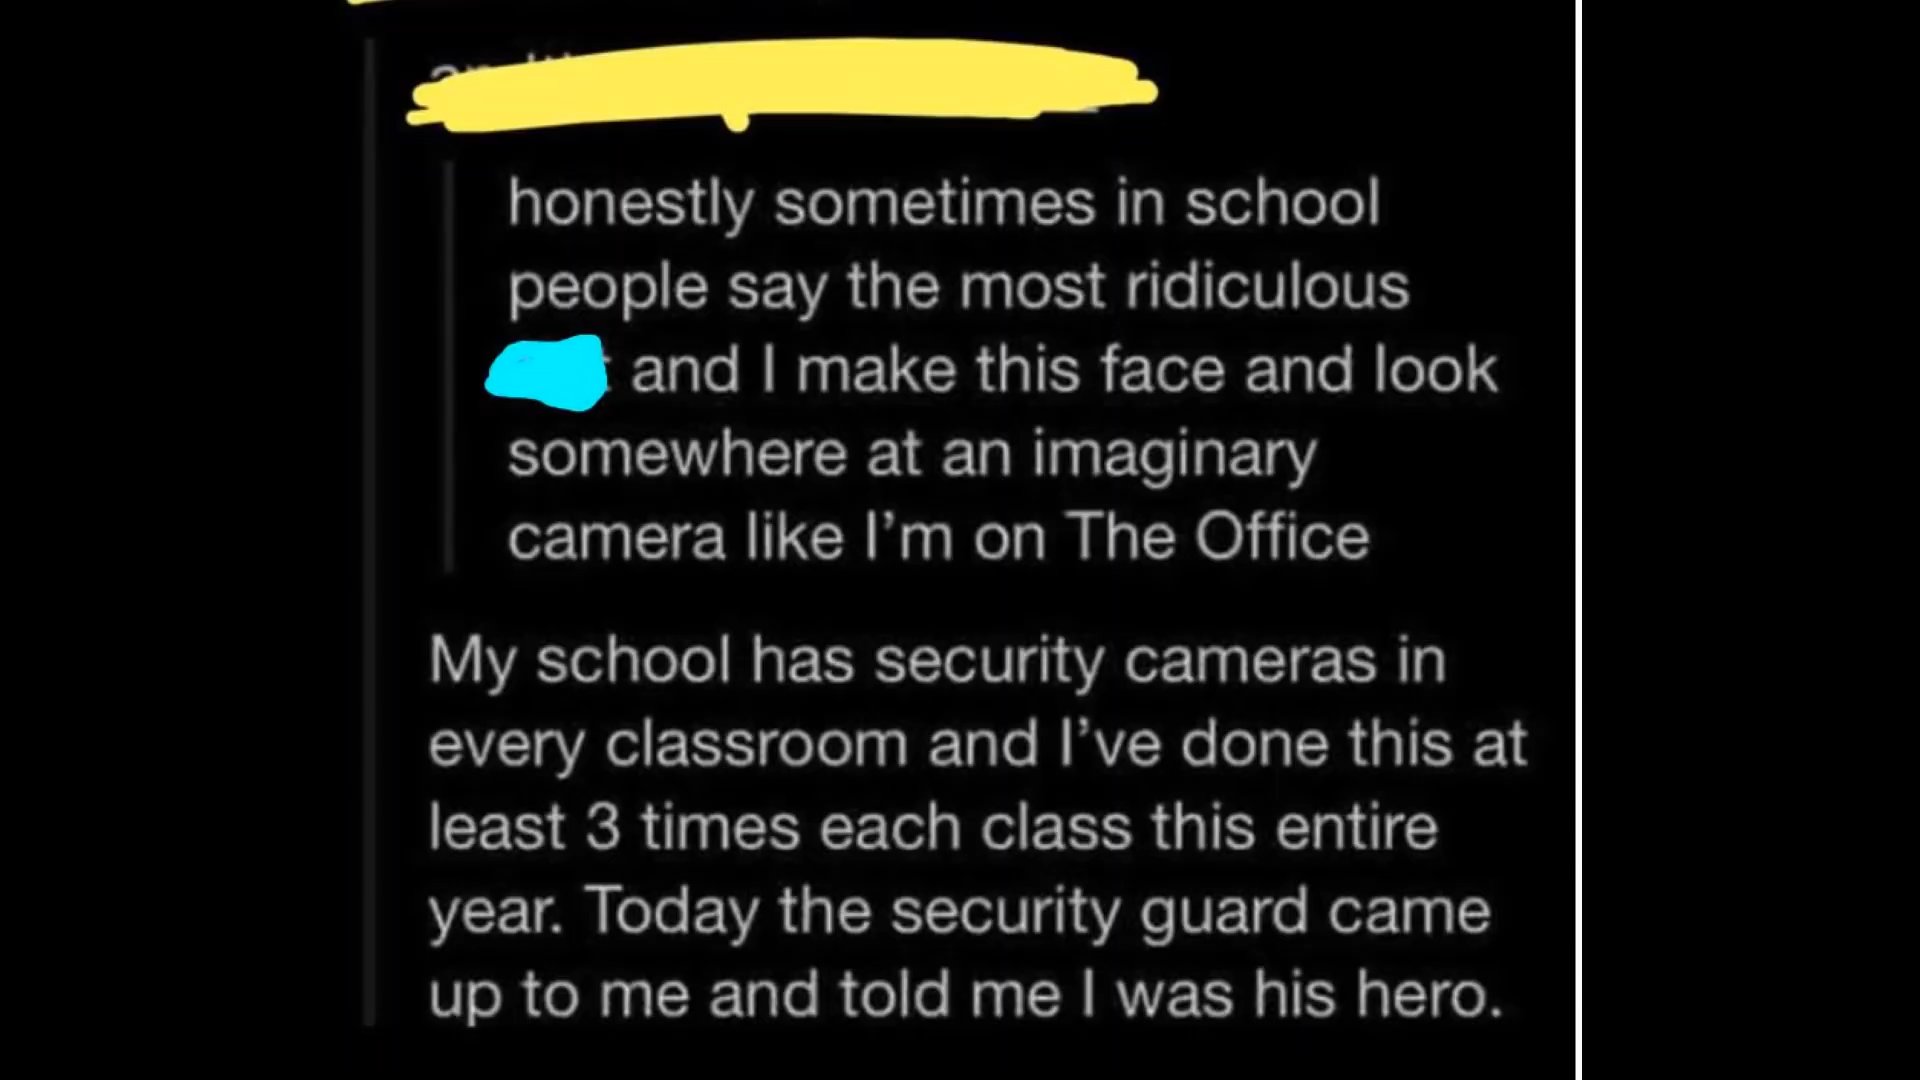 honestly sometimes in school
people say the most ridiculous
and I make this face and look
somewhere at an imaginary
camera like I'm on The Office
My school has security cameras in
every classroom and I've done this at
least 3 times each class this entire
year. Today the security guard came
up to me and told me I was his hero.